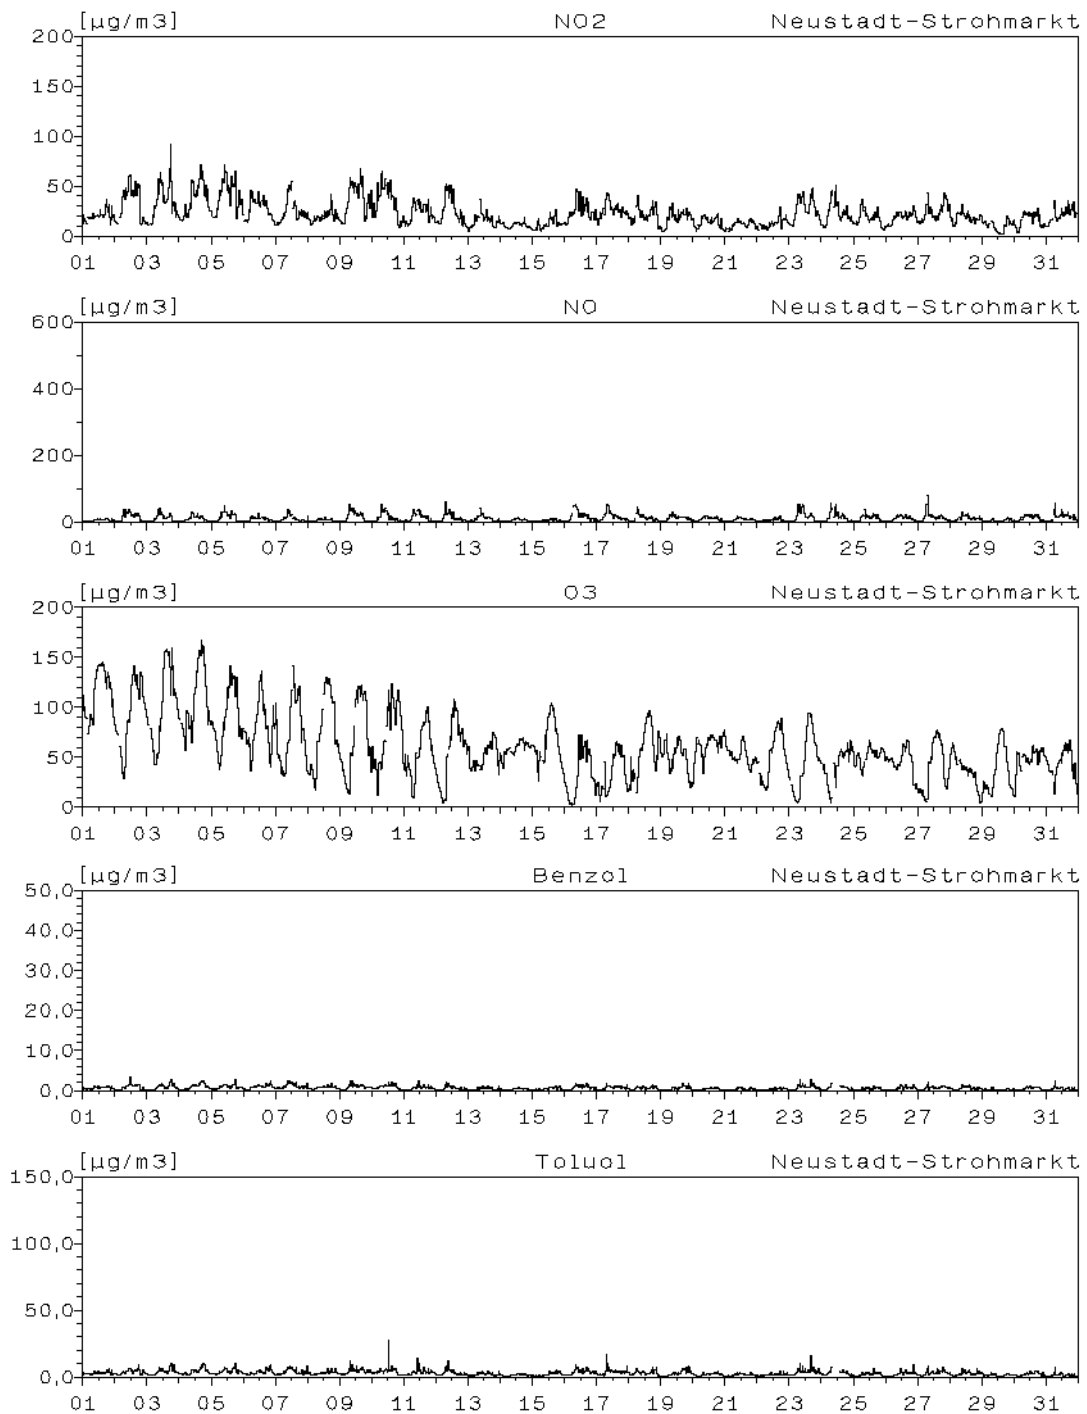 [µg/m3] NO2 Neustadt-Strohmarkt
200
150
100
50
0
01 03 05 07 09 11 13 15 17 19 21 23 25 27 29 31
[µg/m3] NO Neustadt-Strohmarkt
600
400
200
0
01 03 05 07 09 11 13 15 17 19 21 23 25 27 29 31
[µg/m3] O3 Neustadt-Strohmarkt
200
150
100
50
0
01 03 05 07 09 11 13 15 17 19 21 23 25 27 29 31
[µg/m3] Benzol Neustadt-Strohmarkt
50,0
40,0
30,0
20,0
10,0
0,0
01 03 05 07 09 11 13 15 17 19 21 23 25 27 29 31
[µg/m3] Toluol Neustadt-Strohmarkt
150,0
100,0
50,0
0,0
01 03 05 07 09 11 13 15 17 19 21 23 25 27 29 31